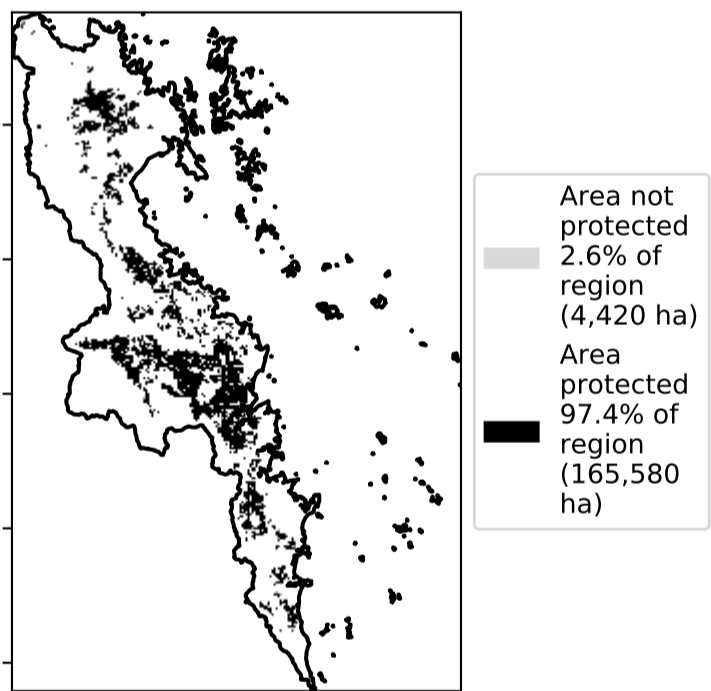 Area not
protected
2.6% of
region
(4,420 ha)
Area
protected
97.4% of
region
(165,580
ha)